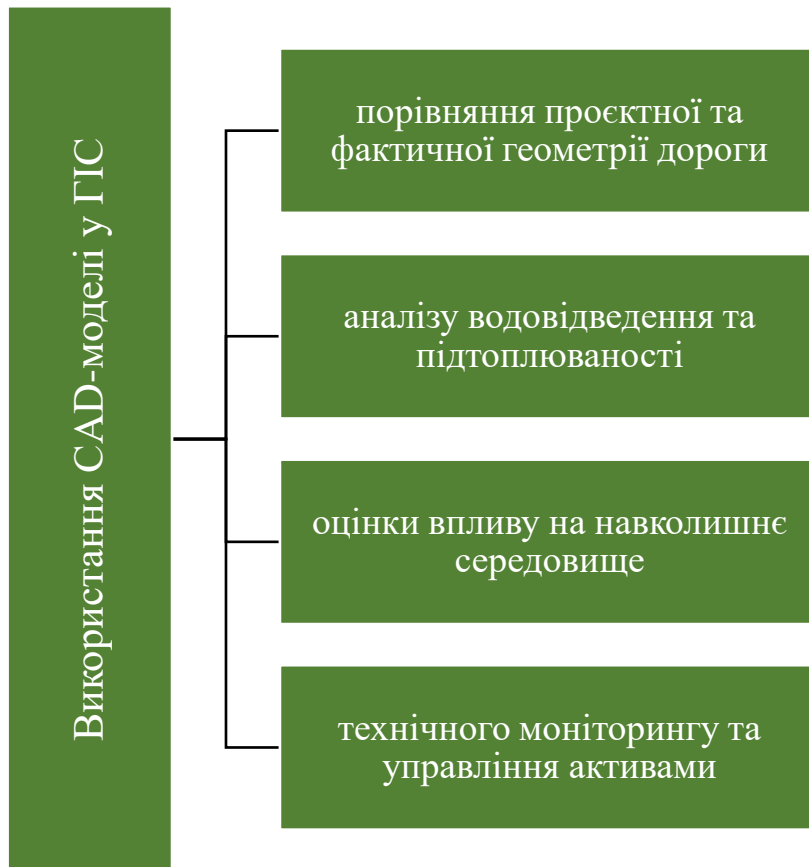 Використання CAD-моделі у ГІС
порівняння проєктної та
фактичної геометрії дороги
аналізу водовідведення та
підтоплюваності
оцінки впливу на навколишнє
середовище
технічного моніторингу та
управління активами